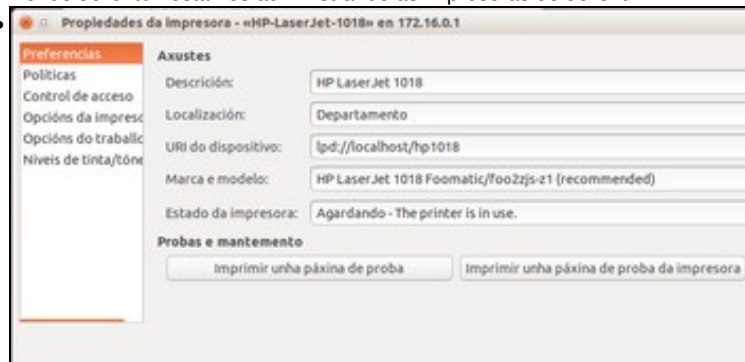 Propiedades da impresora - «HP-LaserJet-1018» en 172.16.0.1
Preferencias
Políticas
Control de acceso
Opcións da impreso
Opcións do traballo
Niveis de tinta/tóne
Axustes
Descrición: HP LaserJet 1018
Localización: Departamento
URI do dispositivo: lpd://localhost/hp1018
Marca e modelo: HP LaserJet 1018 Foomatic/foo2zjs-z1 (recommended)
Estado da impresora: Agardando - The printer is in use.
Probas e mantemento
Imprimir unha páxina de proba Imprimir unha páxina de proba da impresora